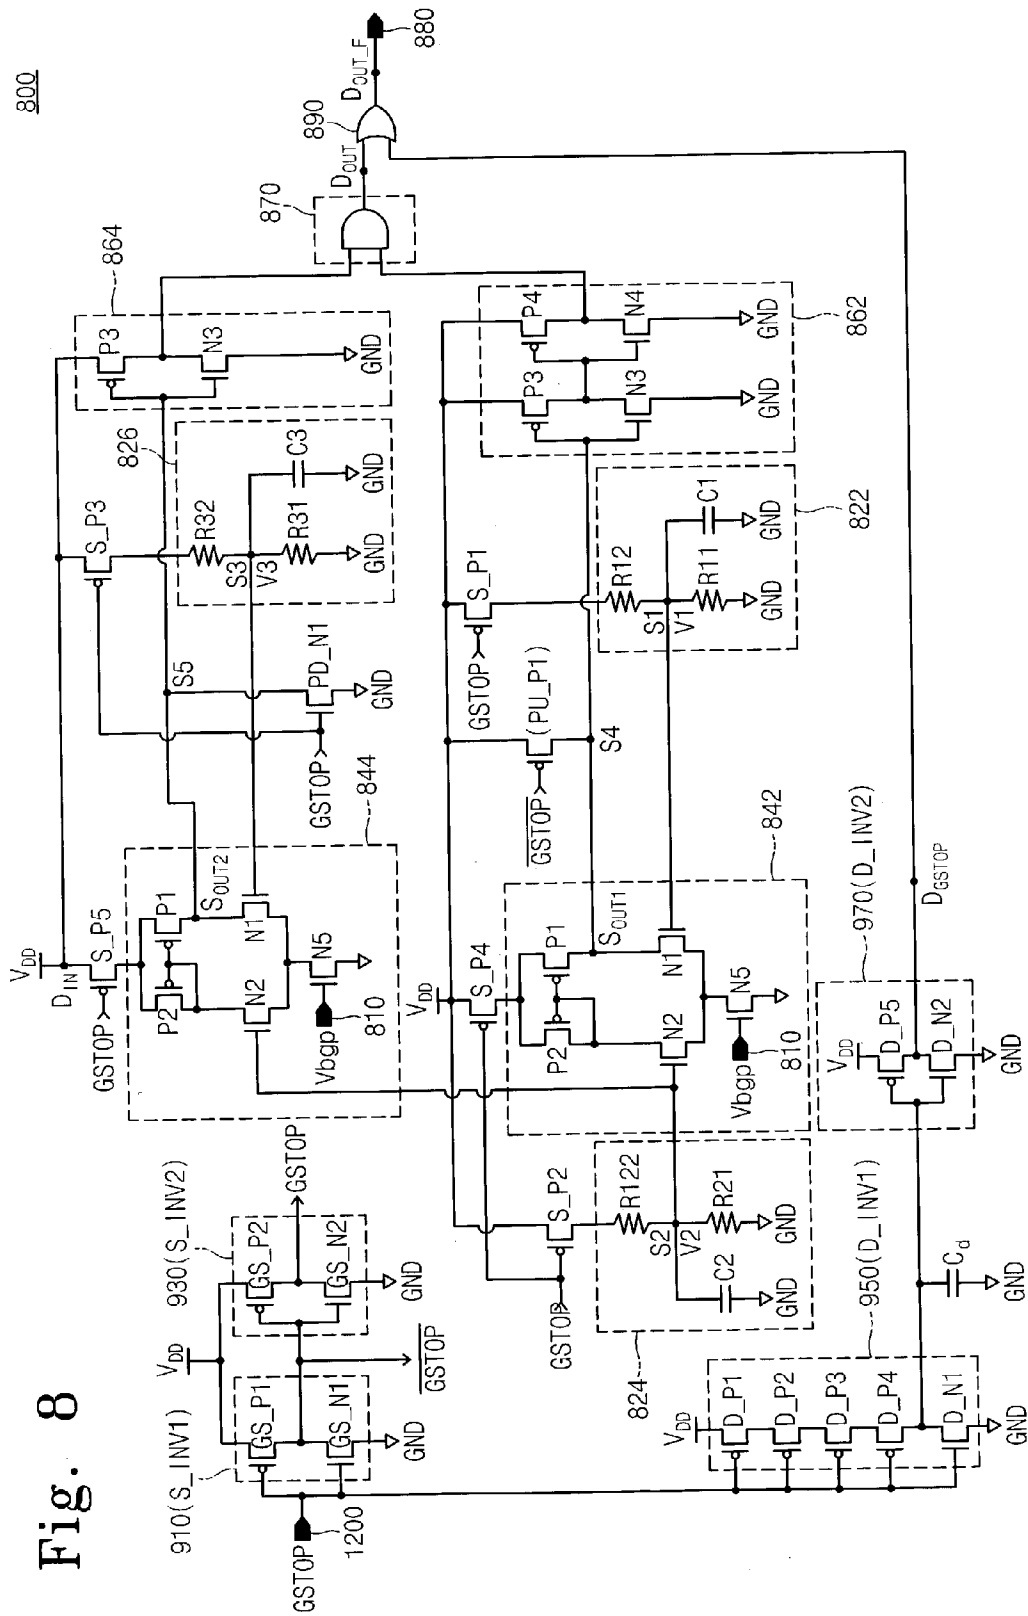 Fig. 8
800
910(S_INV1)
930(S_INV2)
VDD
GS_P1
GS_N1
GND
GS_P2
GS_N2
GND
GSTOP
1200
GSTOP
GSTOP
VDD
DIN
GSTOP
S_P5
P2
P1
SOUT2
N2
N1
N5
Vbgp
810
844
GSTOP
PD_N1
GND
S5
S_P3
826
R32
S3
V3
R31
C3
GND
GND
864
P3
N3
GND
870
DOUT
890
DOUT_F
880
VDD
GSTOP
S_P2
824
R122
S2
V2
R21
C2
GND
GND
S_P4
P2
P1
SOUT1
N2
N1
N5
Vbgp
810
842
GSTOP
(PU_P1)
S4
GSTOP
S_P1
R12
S1
V1
R11
C1
GND
GND
822
P3
N3
GND
P4
N4
GND
862
950(D_INV1)
VDD
D_P1
D_P2
D_P3
D_P4
D_N1
GND
Cd
GND
970(D_INV2)
VDD
D_P5
D_N2
GND
DGSTOP